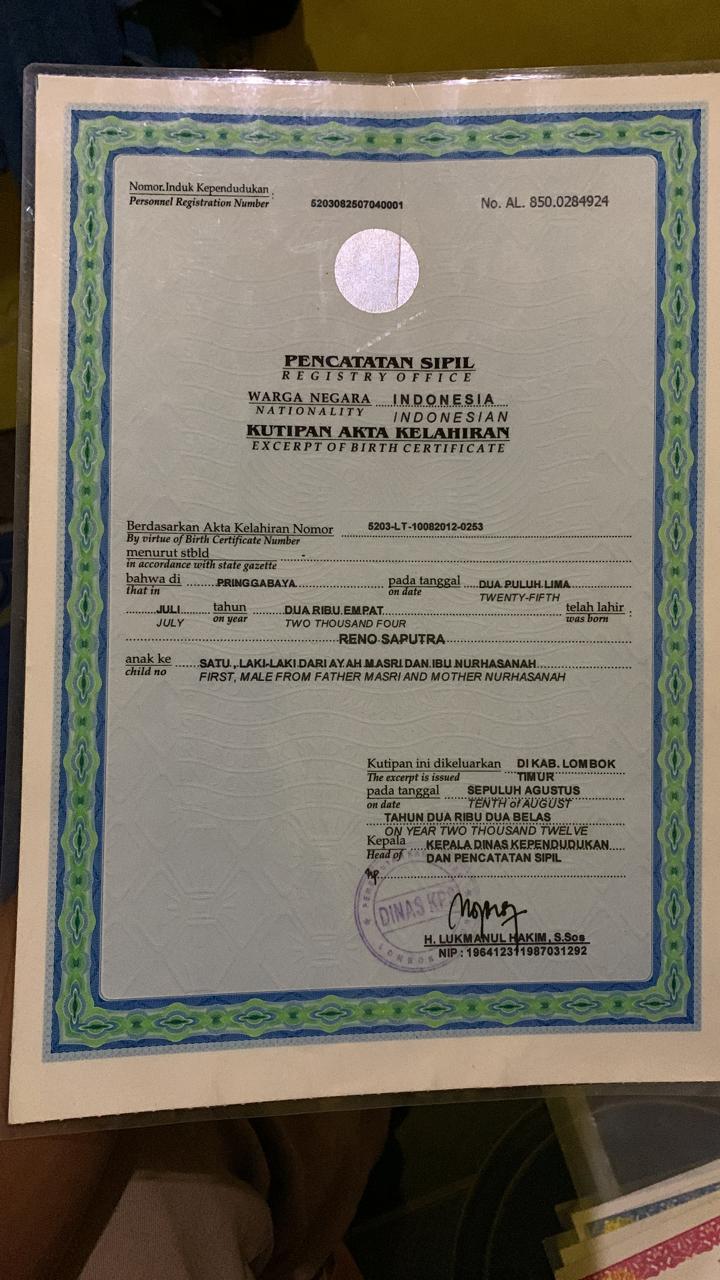 Nomor.Induk Kependudukan :
Personnel Registration Number
5203082507040001
No. AL. 850.0284924
PENCATATAN SIPIL
REGISTRY OFFICE
WARGA NEGARA INDONESIA
NATIONALITY INDONESIAN
KUTIPAN AKTA KELAHIRAN
EXCERPT OF BIRTH CERTIFICATE
Berdasarkan Akta Kelahiran Nomor 5203-LT-10082012-0253
By virtue of Birth Certificate Number
menurut stbld -
in accordance with state gazette
bahwa di PRINGGABAYA pada tanggal DUA PULUH LIMA
that in on date TWENTY-FIFTH
JULI tahun DUA RIBU EMPAT telah lahir :
JULY on year TWO THOUSAND FOUR was born
RENO SAPUTRA
anak ke SATU, LAKI-LAKI DARI AYAH MASRI DAN IBU NURHASANAH
child no FIRST, MALE FROM FATHER MASRI AND MOTHER NURHASANAH
Kutipan ini dikeluarkan DI KAB. LOMBOK
The excerpt is issued TIMUR
pada tanggal SEPULUH AGUSTUS
on date TENTH of AUGUST
TAHUN DUA RIBU DUA BELAS
ON YEAR TWO THOUSAND TWELVE
Kepala KEPALA DINAS KEPENDUDUKAN
Head of DAN PENCATATAN SIPIL
DINAS
H. LUKMANUL HAKIM, S.Sos
NIP : 196412311987031292